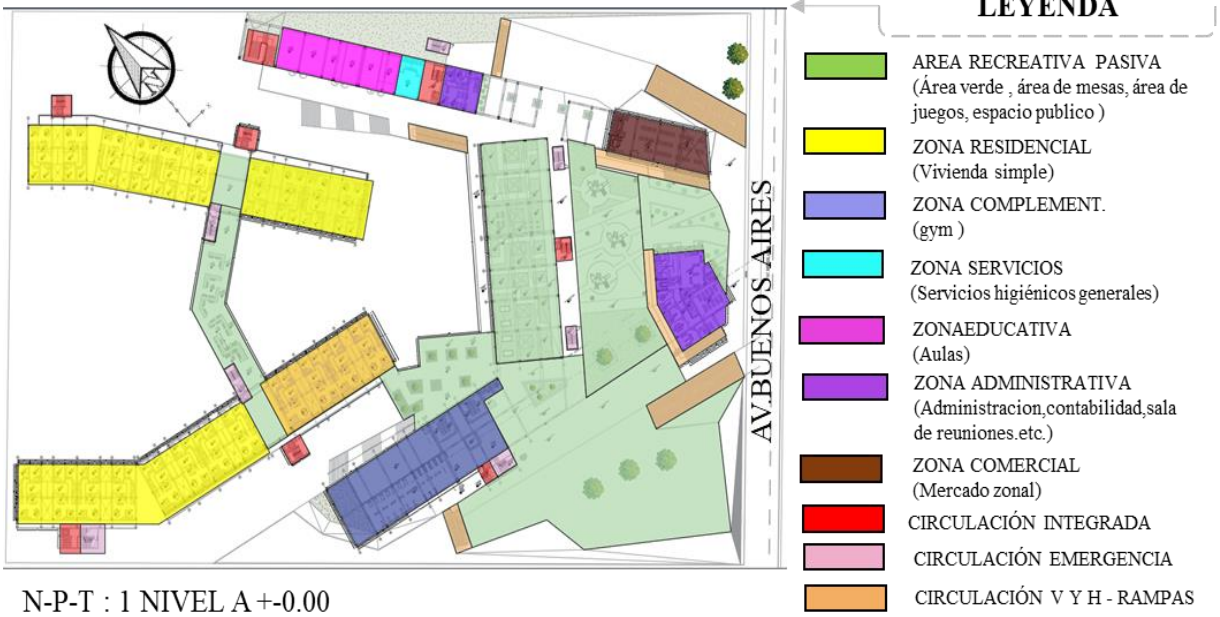 LEYENDA
AREA RECREATIVA PASIVA
(Área verde , área de mesas, área de
juegos, espacio publico )
ZONA RESIDENCIAL
(Vivienda simple)
ZONA COMPLEMENT.
(gym )
ZONA SERVICIOS
(Servicios higiénicos generales)
ZONAEDUCATIVA
(Aulas)
ZONA ADMINISTRATIVA
(Administracion,contabilidad,sala
de reuniones.etc.)
ZONA COMERCIAL
(Mercado zonal)
CIRCULACIÓN INTEGRADA
CIRCULACIÓN EMERGENCIA
CIRCULACIÓN V Y H - RAMPAS
AV.BUENOS AIRES
N-P-T : 1 NIVEL A +-0.00